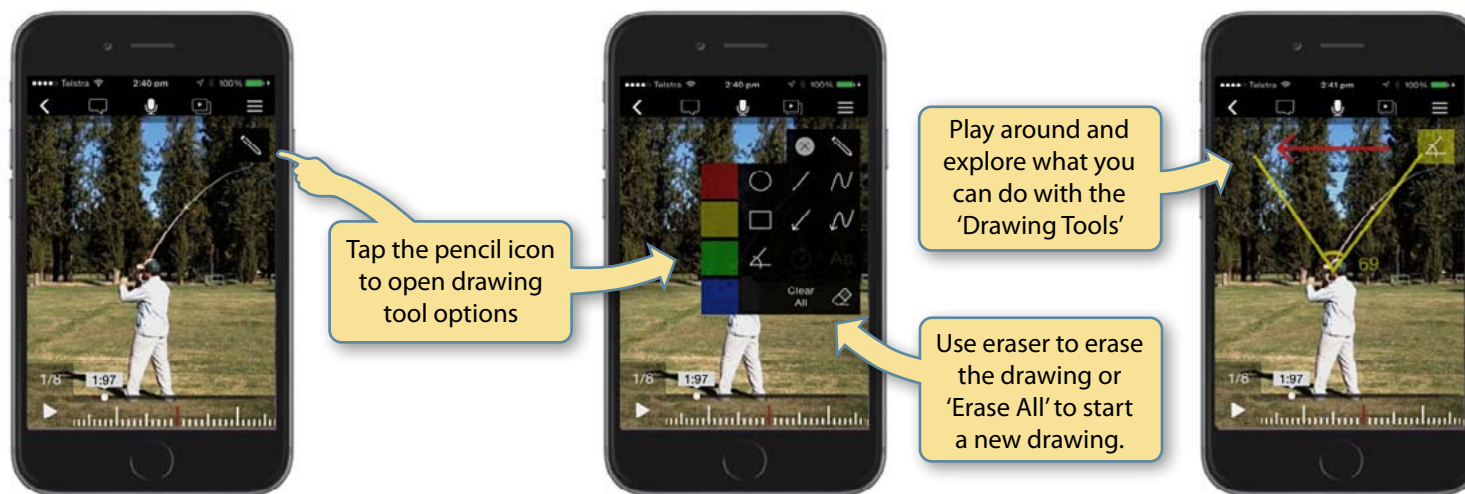 Telstra 2:40 pm 100%
1/8 1:97
Tap the pencil icon
to open drawing
tool options
Telstra 2:40 pm 100%
Aa
Clear
All
1/8 1:97
Play around and
explore what you
can do with the
‘Drawing Tools’
Use eraser to erase
the drawing or
‘Erase All’ to start
a new drawing.
Telstra 2:41 pm 100%
69
1/8 1:97